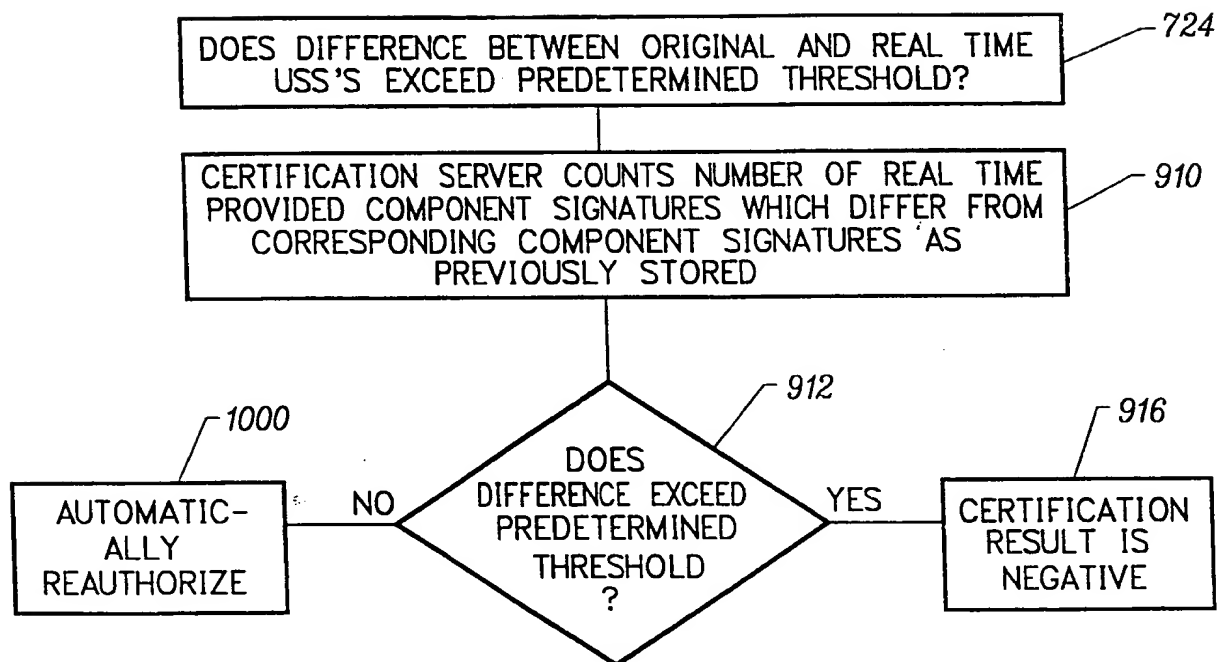 DOES DIFFERENCE BETWEEN ORIGINAL AND REAL TIME
USS'S EXCEED PREDETERMINED THRESHOLD?
724
CERTIFICATION SERVER COUNTS NUMBER OF REAL TIME
PROVIDED COMPONENT SIGNATURES WHICH DIFFER FROM
CORRESPONDING COMPONENT SIGNATURES AS
PREVIOUSLY STORED
910
912
DOES
DIFFERENCE EXCEED
PREDETERMINED
THRESHOLD
?
NO
YES
1000
AUTOMATIC-
ALLY
REAUTHORIZE
916
CERTIFICATION
RESULT IS
NEGATIVE